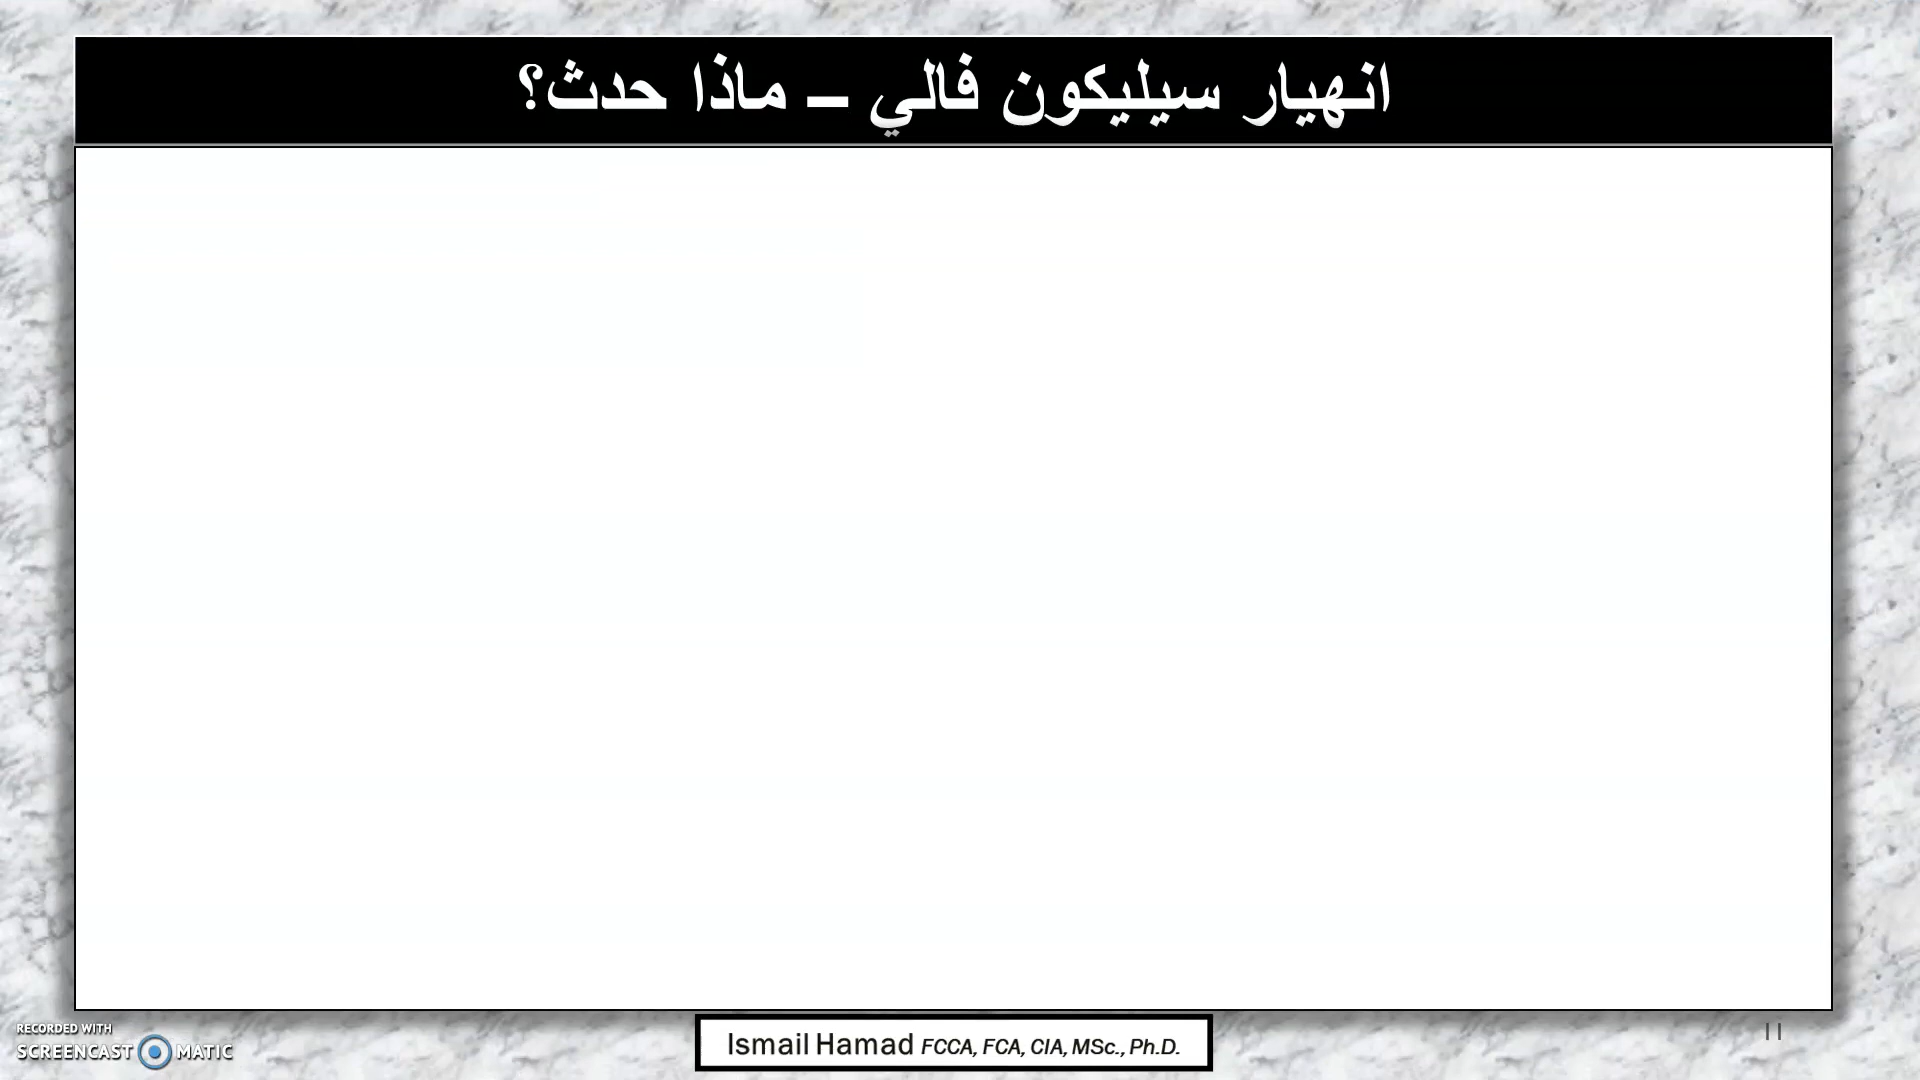 انهيار سيليكون فالي – ماذا حدث؟
Ismail Hamad FCCA, FCA, CIA, MSc., Ph.D.
11
RECORDED WITH
SCREENCAST MATIC